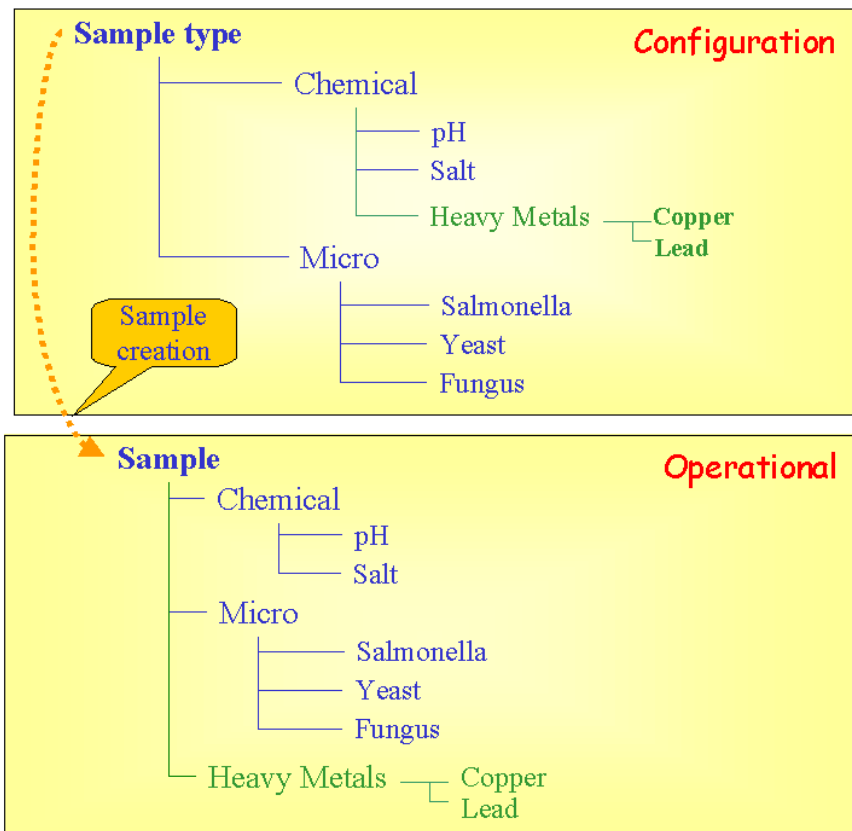 Sample type
Configuration
Chemical
pH
Salt
Heavy Metals
Copper
Lead
Micro
Salmonella
Yeast
Fungus
Sample
creation
Sample
Operational
Chemical
pH
Salt
Micro
Salmonella
Yeast
Fungus
Heavy Metals
Copper
Lead